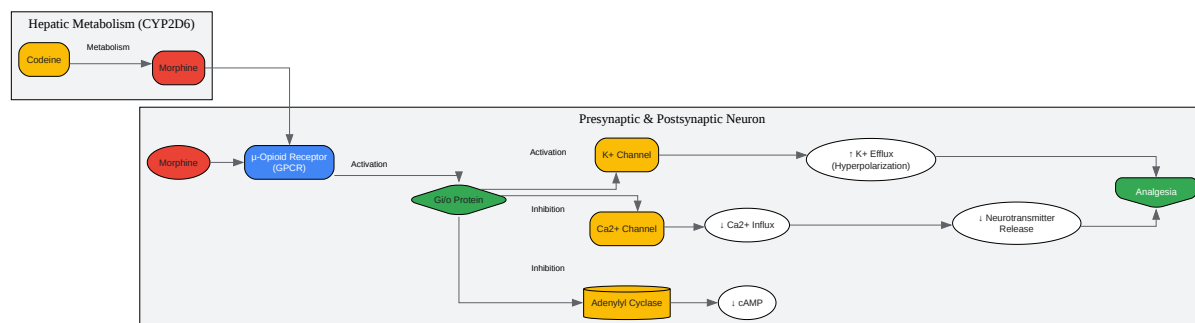 Hepatic Metabolism (CYP2D6)
Codeine
Metabolism
Morphine
Presynaptic & Postsynaptic Neuron
Morphine
μ-Opioid Receptor
(GPCR)
Activation
Gi/o Protein
Activation
K+ Channel
↑ K+ Efflux
(Hyperpolarization)
Analgesia
Inhibition
Ca2+ Channel
↓ Ca2+ Influx
↓ Neurotransmitter
Release
Inhibition
Adenylyl Cyclase
↓ cAMP